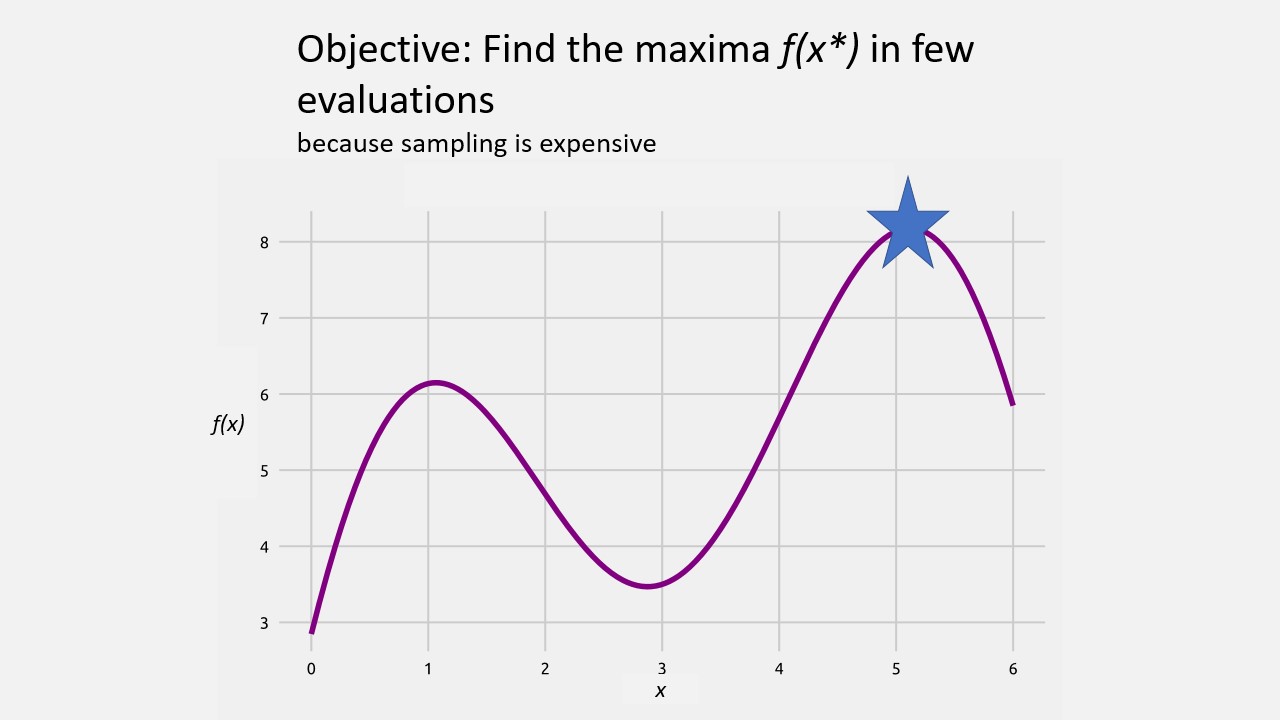 Objective: Find the maxima f(x*) in few
evaluations
because sampling is expensive
8
7
6
f(x)
5
4
3
0 1 2 3 4 5 6
x